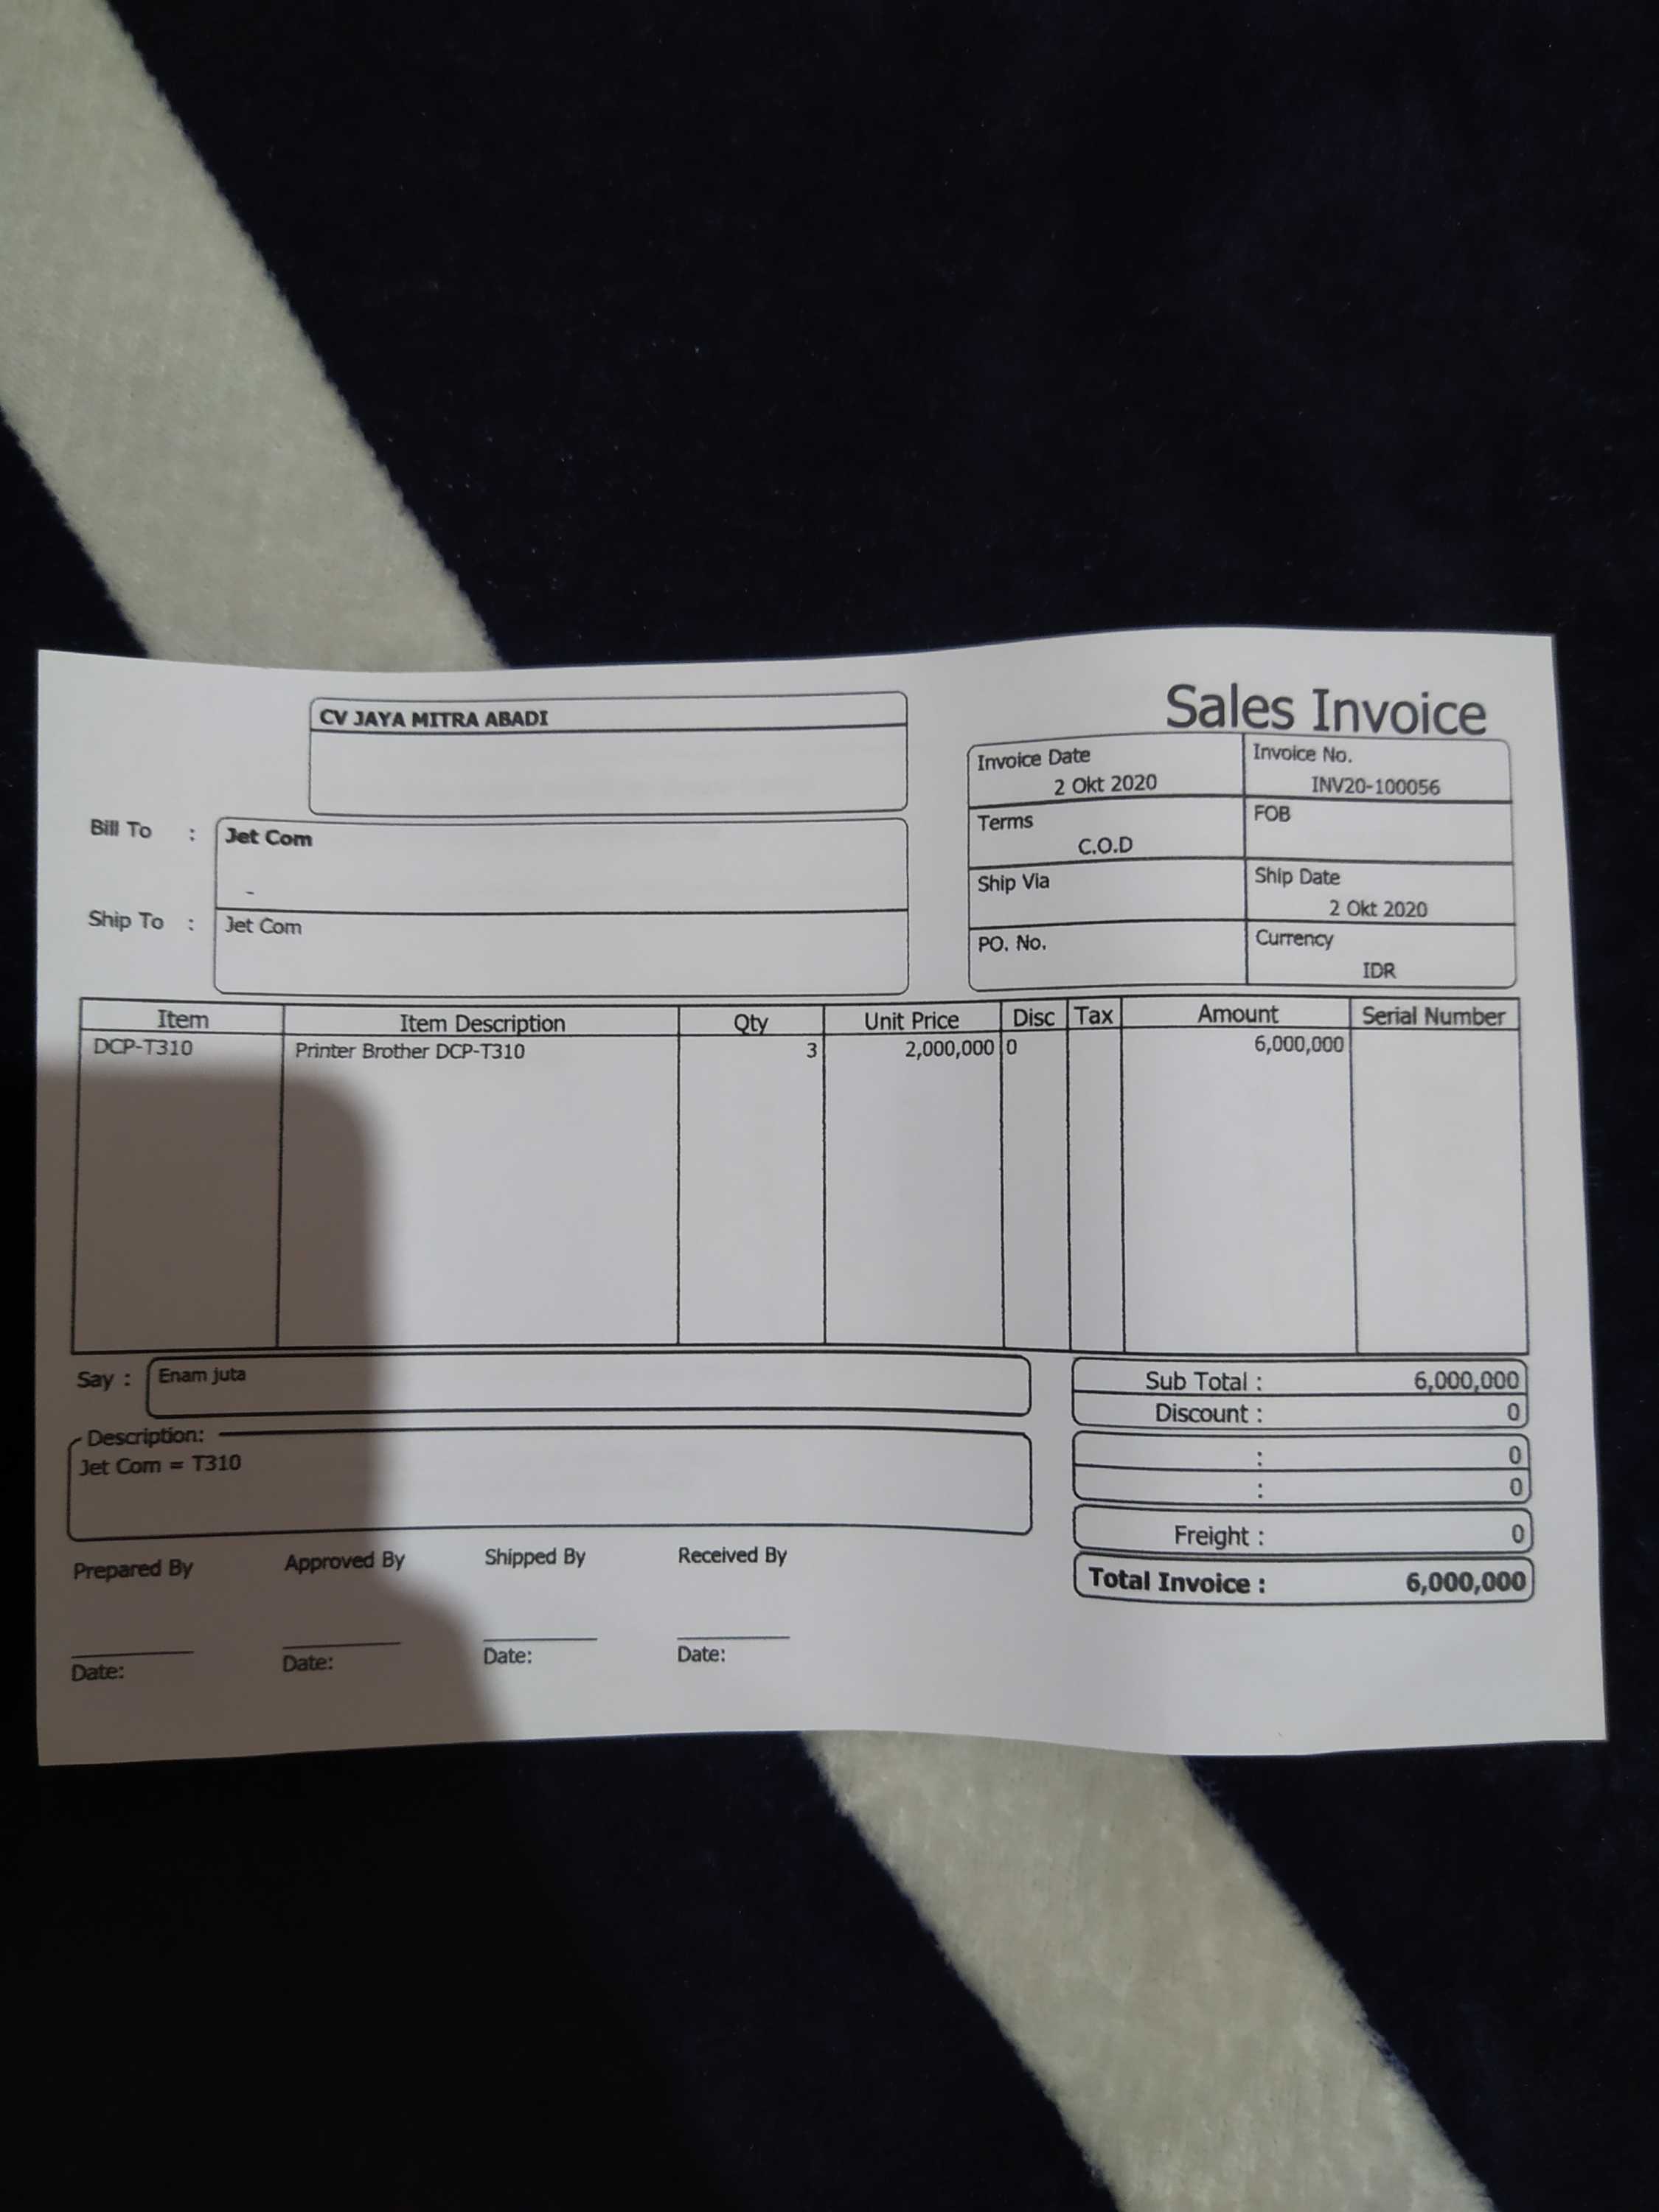 CV JAYA MITRA ABADI
Sales Invoice
Invoice Date
2 Okt 2020
Invoice No.
INV20-100056
Terms
C.O.D
FOB
Ship Via
Ship Date
2 Okt 2020
PO. No.
Currency
IDR
Bill To : Jet Com
-
Ship To : Jet Com
Item Item Description Qty Unit Price Disc Tax Amount Serial Number
DCP-T310 Printer Brother DCP-T310 3 2,000,000 0 6,000,000
Say : Enam juta
Description:
Jet Com = T310
Sub Total : 6,000,000
Discount : 0
: 0
: 0
Freight : 0
Total Invoice : 6,000,000
Prepared By Approved By Shipped By Received By
Date: Date: Date: Date: